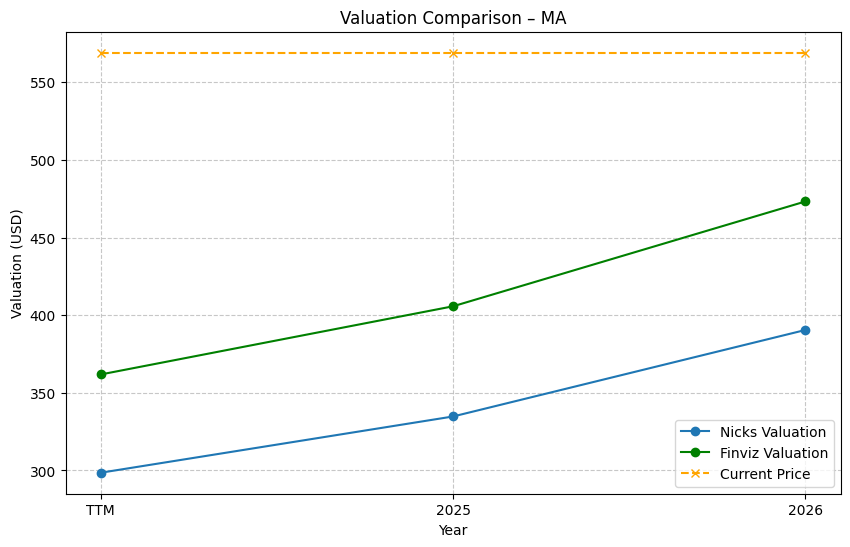 Valuation Comparison – MA
Valuation (USD)
550
500
450
400
350
300
TTM
2025
2026
Year
Nicks Valuation
Finviz Valuation
Current Price